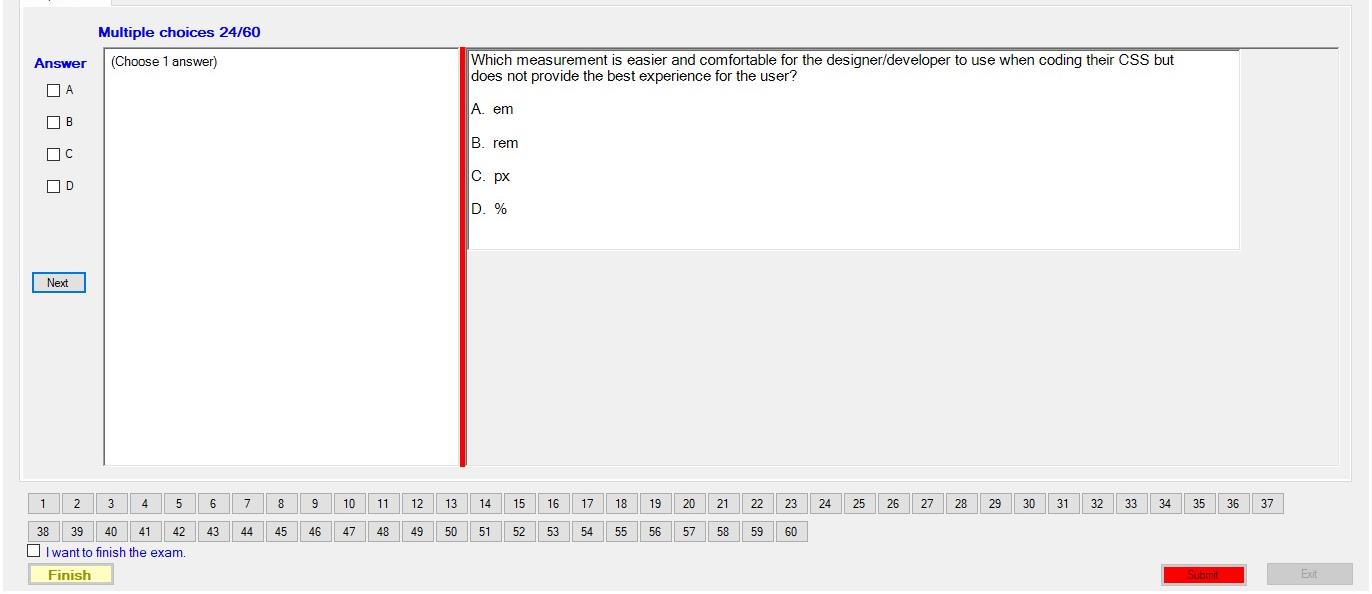 Multiple choices 24/60
Answer
(Choose 1 answer)
A
B
C
D
Next
Which measurement is easier and comfortable for the designer/developer to use when coding their CSS but
does not provide the best experience for the user?
A. em
B. rem
C. px
D. %
1 2 3 4 5 6 7 8 9 10 11 12 13 14 15 16 17 18 19 20 21 22 23 24 25 26 27 28 29 30 31 32 33 34 35 36 37
38 39 40 41 42 43 44 45 46 47 48 49 50 51 52 53 54 55 56 57 58 59 60
I want to finish the exam.
Finish
Submit
Exit